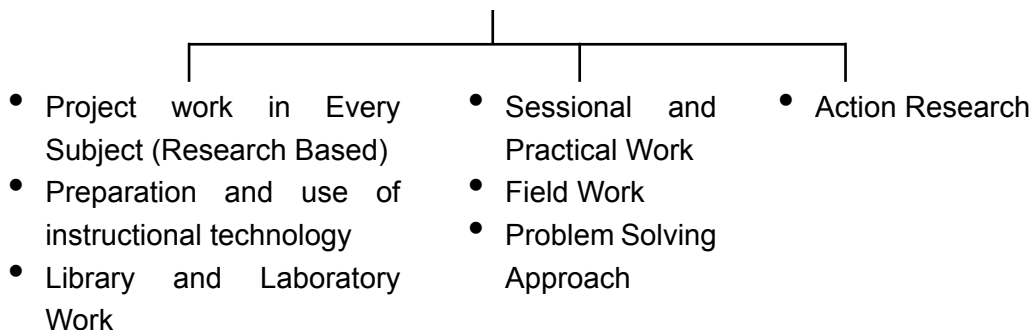 • Project work in Every
Subject (Research Based)
• Preparation and use of
instructional technology
• Library and Laboratory
Work
• Sessional and
Practical Work
• Field Work
• Problem Solving
Approach
• Action Research